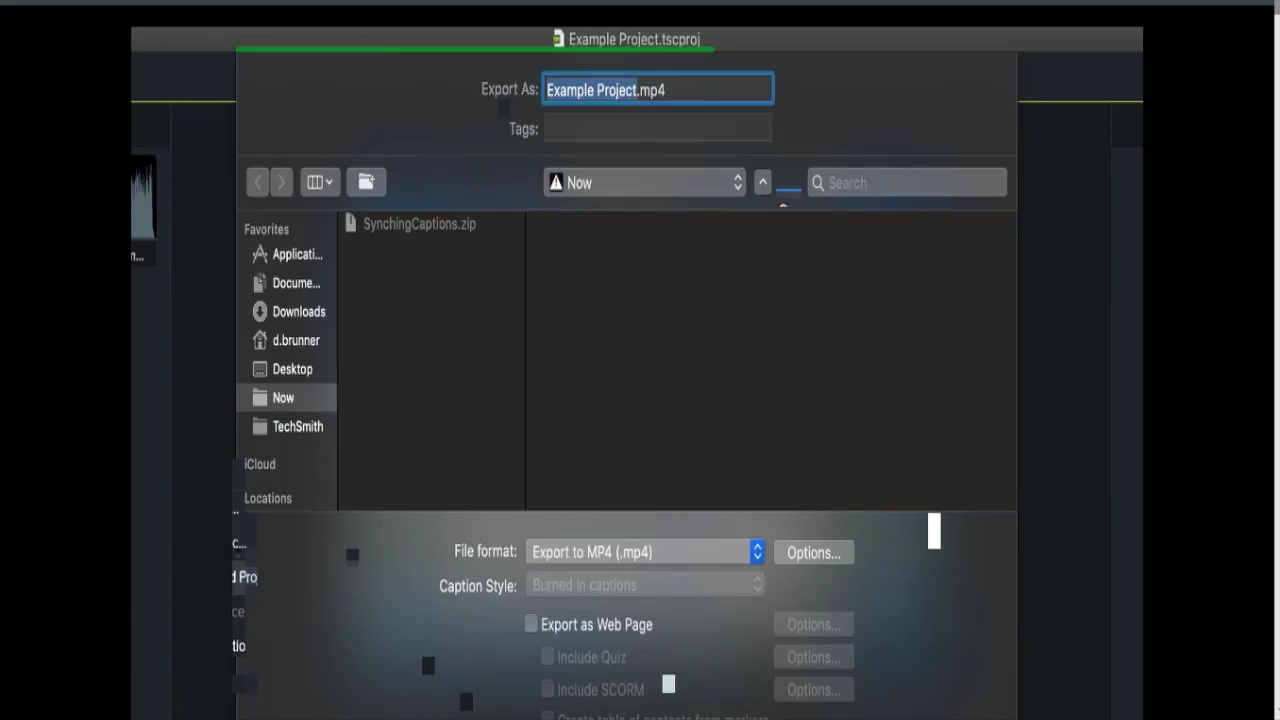 Example Project.tscproj
Export As: Example Project.mp4
Tags:
Now
Search
Favorites
SynchingCaptions.zip
Applicati...
Docume...
Downloads
d.brunner
Desktop
Now
TechSmith
iCloud
Locations
File format: Export to MP4 (.mp4) Options...
Caption Style: Burned in captions
Export as Web Page Options...
Include Quiz Options...
Include SCORM Options...